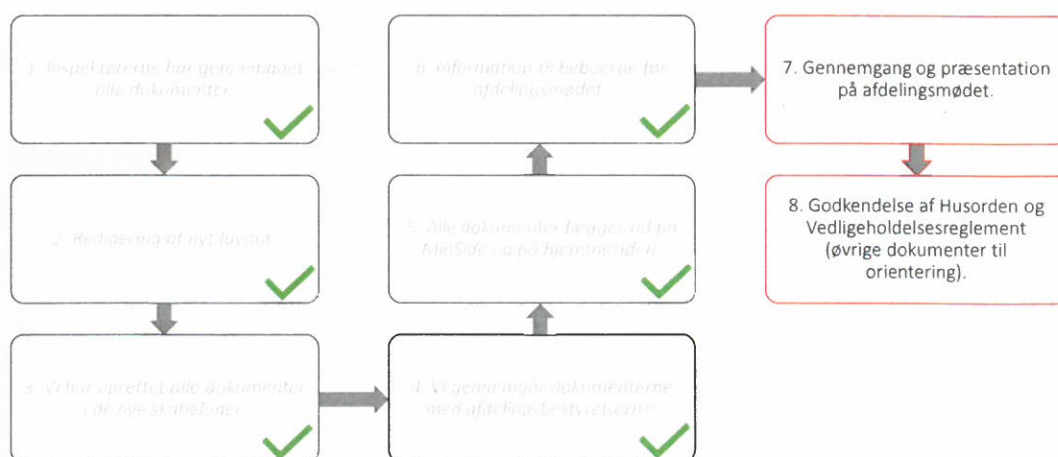 1. Inspektørerne har gennemgået
alle dokumenter
2. Redigering af nyt layout
3. Vi har oprettet alle dokumenter
i de nye skabeloner
4. Vi gennemgår dokumenterne
med afdelingsbestyrelserne
5. Alle dokumenter lægges ud på
MinSide og på hjemmesiden
6. Information til beboerne før
afdelingsmødet
7. Gennemgang og præsentation
på afdelingsmødet.
8. Godkendelse af Husorden og
Vedligeholdelsesreglement
(øvrige dokumenter til
orientering).